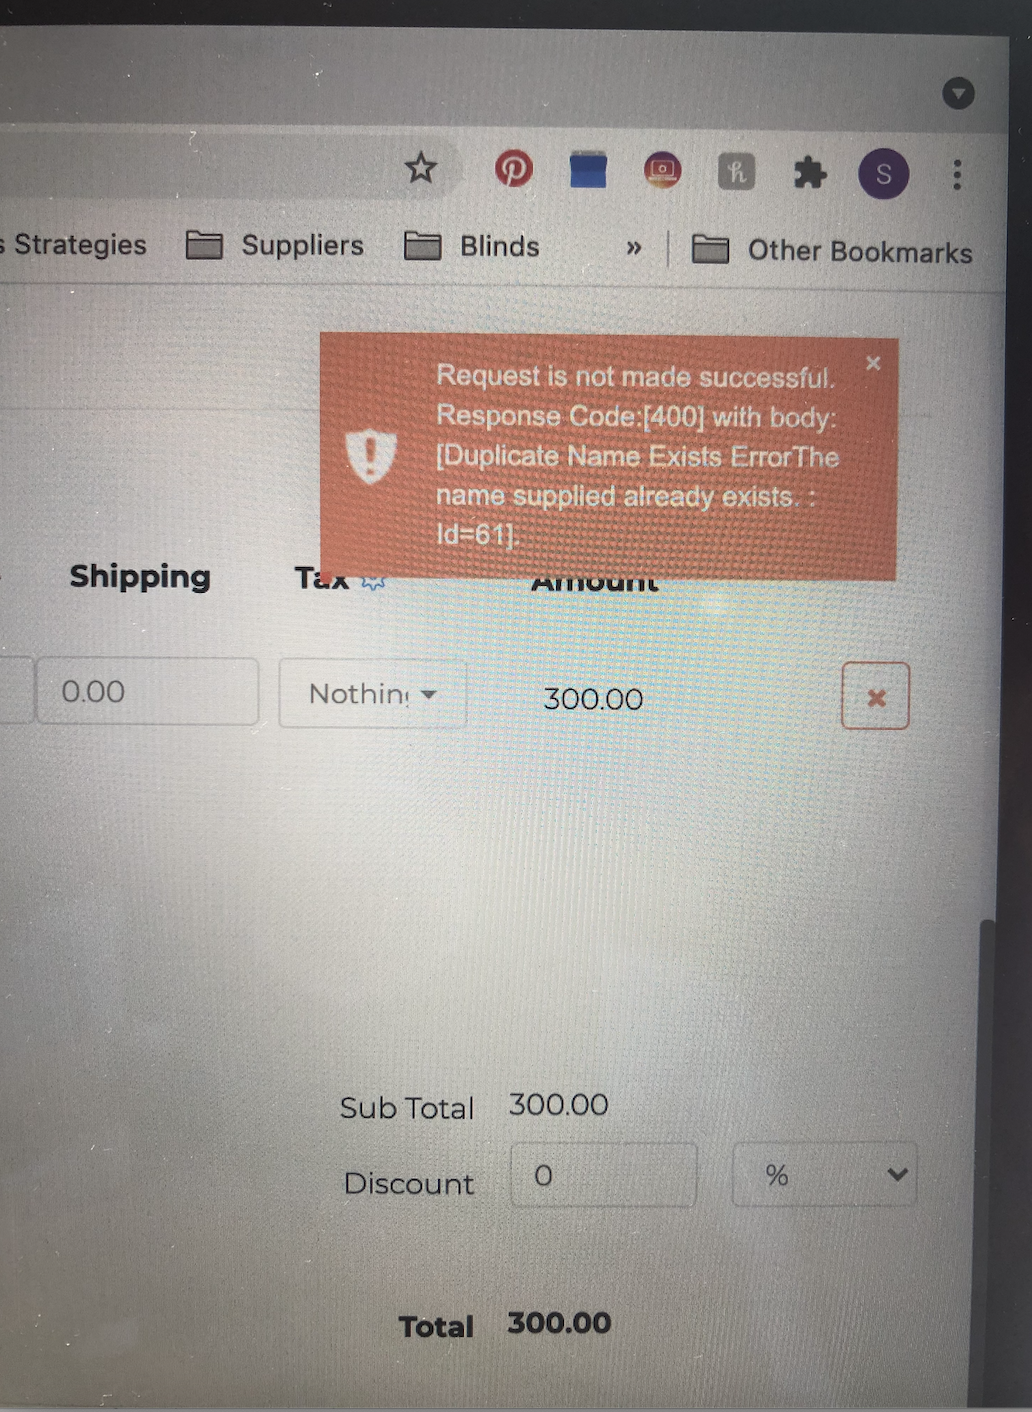 S
s Strategies
Suppliers
Blinds
»
Other Bookmarks
Request is not made successful.
Response Code:[400] with body:
[Duplicate Name Exists ErrorThe
name supplied already exists. :
Id=61].
Shipping
Tax
Amount
0.00
Nothing
300.00
Sub Total 300.00
Discount 0 %
Total 300.00